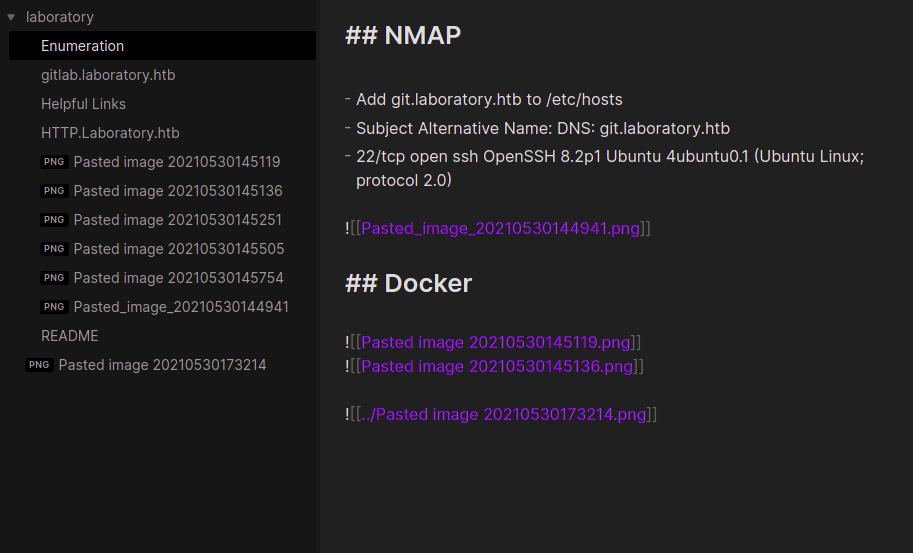 laboratory
Enumeration
gitlab.laboratory.htb
Helpful Links
HTTP.Laboratory.htb
PNG Pasted image 20210530145119
PNG Pasted image 20210530145136
PNG Pasted image 20210530145251
PNG Pasted image 20210530145505
PNG Pasted image 20210530145754
PNG Pasted_image_20210530144941
README
PNG Pasted image 20210530173214
## NMAP
- Add git.laboratory.htb to /etc/hosts
- Subject Alternative Name: DNS: git.laboratory.htb
- 22/tcp open ssh OpenSSH 8.2p1 Ubuntu 4ubuntu0.1 (Ubuntu Linux;
protocol 2.0)
![[Pasted_image_20210530144941.png]]
## Docker
![[Pasted image 20210530145119.png]]
![[Pasted image 20210530145136.png]]
![[../Pasted image 20210530173214.png]]